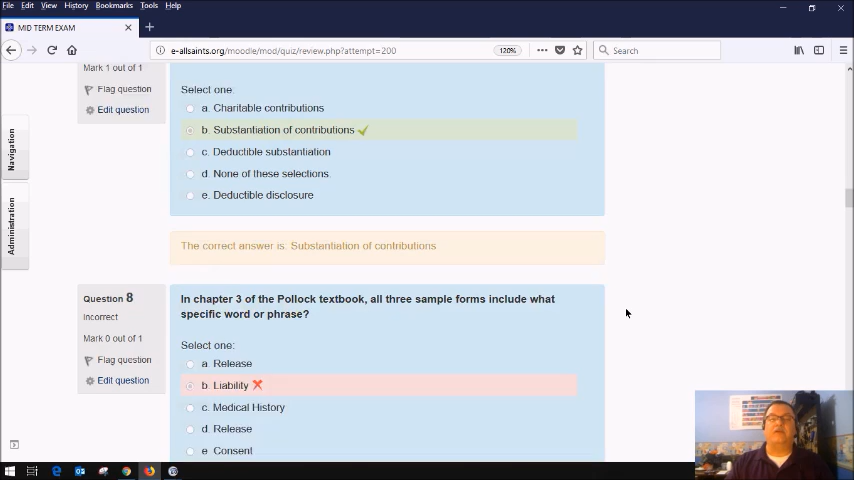 File Edit View History Bookmarks Tools Help
MID TERM EXAM
e-allsaints.org/moodle/mod/quiz/review.php?attempt=200 120% Search
Mark 1 out of 1
Flag question
Edit question
Navigation
Administration
Select one:
a. Charitable contributions
b. Substantiation of contributions
c. Deductible substantiation
d. None of these selections.
e. Deductible disclosure
The correct answer is: Substantiation of contributions
Question 8
Incorrect
Mark 0 out of 1
Flag question
Edit question
In chapter 3 of the Pollock textbook, all three sample forms include what
specific word or phrase?
Select one:
a. Release
b. Liability
c. Medical History
d. Release
e. Consent